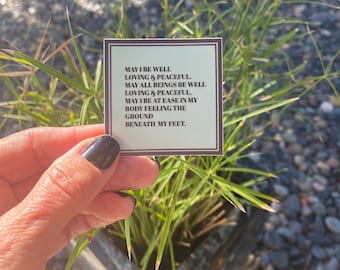 MAY I BE WELL
LOVING & PEACEFUL.
MAY ALL BEINGS BE WELL
LOVING & PEACEFUL.
MAY I BE AT EASE IN MY
BODY FEELING THE
GROUND
BENEATH MY FEET.